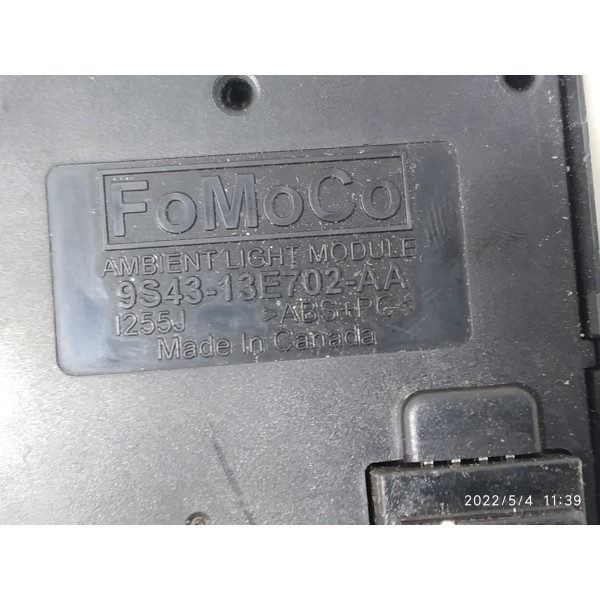 FoMoCo
AMBIENT LIGHT MODULE
9S43-13E702-AA
I255J >ABS+PC<
Made In Canada
2022/5/4 11:39